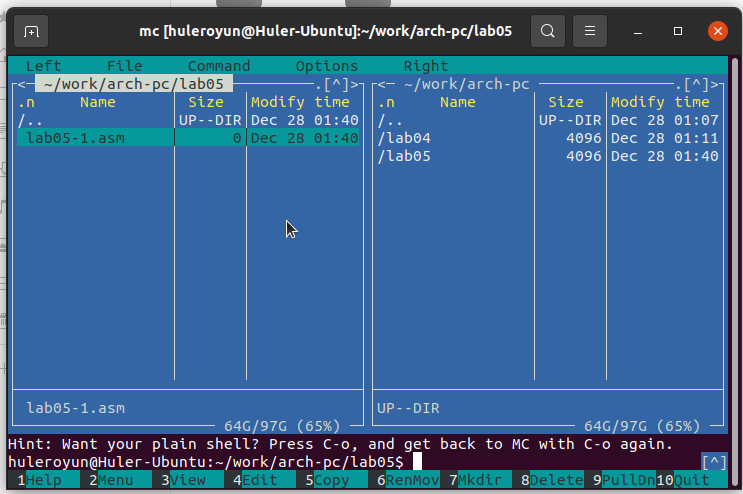 mc [huleroyun@Huler-Ubuntu]:~/work/arch-pc/lab05
Left File Command Options Right
<- ~/work/arch-pc/lab05 .[^]> <- ~/work/arch-pc .[^]>
.n Name Size Modify time .n Name Size Modify time
/.. UP--DIR Dec 28 01:40 /.. UP--DIR Dec 28 01:07
lab05-1.asm 0 Dec 28 01:40 /lab04 4096 Dec 28 01:11
/lab05 4096 Dec 28 01:40
lab05-1.asm UP--DIR
64G/97G (65%) 64G/97G (65%)
Hint: Want your plain shell? Press C-o, and get back to MC with C-o again.
huleroyun@Huler-Ubuntu:~/work/arch-pc/lab05$ [^]
1Help 2Menu 3View 4Edit 5Copy 6RenMov 7Mkdir 8Delete 9PullDn 10Quit